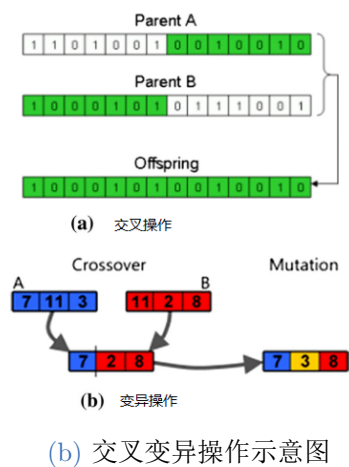 Parent A
1 1 0 1 0 0 1 0 0 1 0 0 1 0
Parent B
1 0 0 0 1 0 1 0 1 1 1 0 0 1
Offspring
1 0 0 0 1 0 1 0 0 1 0 0 1 0
(a) 交叉操作
Crossover Mutation
A B
7 11 3 11 2 8
7 2 8 7 3 8
(b) 变异操作
(b) 交叉变异操作示意图